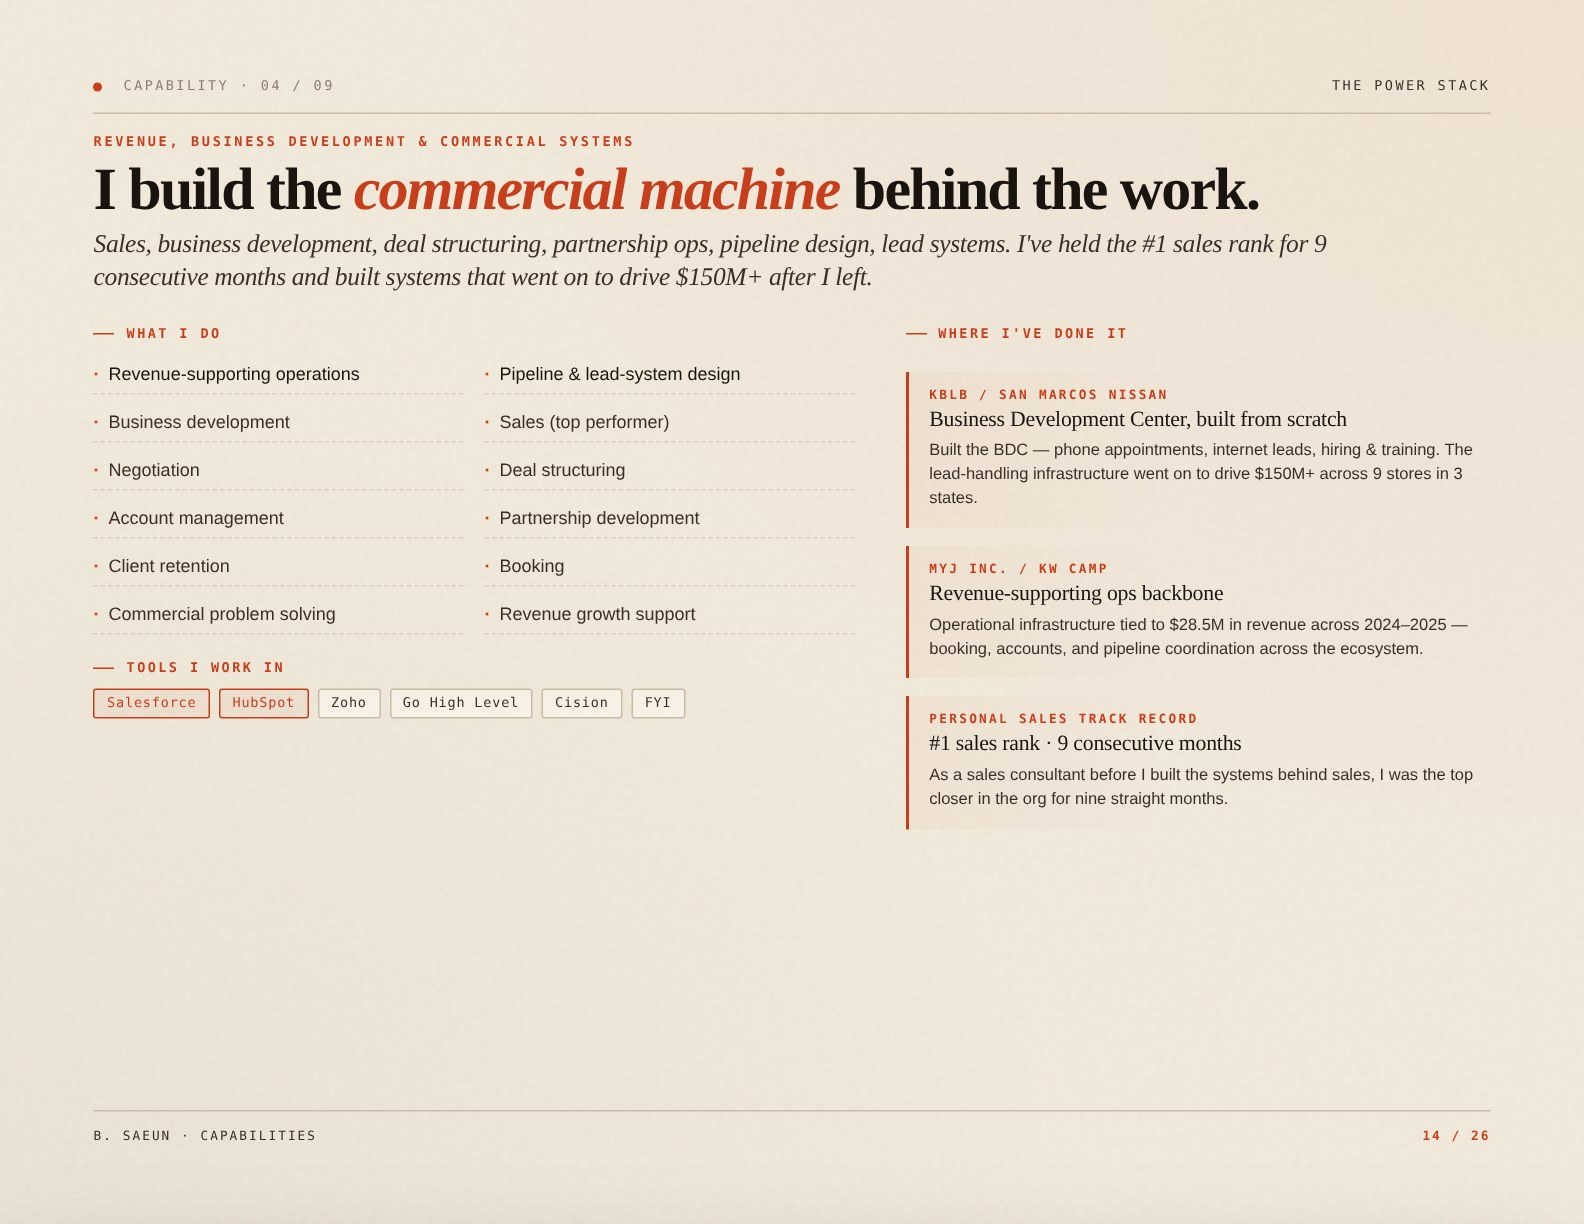 CAPABILITY · 04 / 09
THE POWER STACK
REVENUE, BUSINESS DEVELOPMENT & COMMERCIAL SYSTEMS
I build the commercial machine behind the work.
Sales, business development, deal structuring, partnership ops, pipeline design, lead systems. I've held the #1 sales rank for 9
consecutive months and built systems that went on to drive $150M+ after I left.
WHAT I DO
· Revenue-supporting operations
· Pipeline & lead-system design
· Business development
· Sales (top performer)
· Negotiation
· Deal structuring
· Account management
· Partnership development
· Client retention
· Booking
· Commercial problem solving
· Revenue growth support
TOOLS I WORK IN
Salesforce
HubSpot
Zoho
Go High Level
Cision
FYI
WHERE I'VE DONE IT
KBLB / SAN MARCOS NISSAN
Business Development Center, built from scratch
Built the BDC — phone appointments, internet leads, hiring & training. The
lead-handling infrastructure went on to drive $150M+ across 9 stores in 3
states.
MYJ INC. / KW CAMP
Revenue-supporting ops backbone
Operational infrastructure tied to $28.5M in revenue across 2024–2025 —
booking, accounts, and pipeline coordination across the ecosystem.
PERSONAL SALES TRACK RECORD
#1 sales rank · 9 consecutive months
As a sales consultant before I built the systems behind sales, I was the top
closer in the org for nine straight months.
B. SAEUN · CAPABILITIES
14 / 26